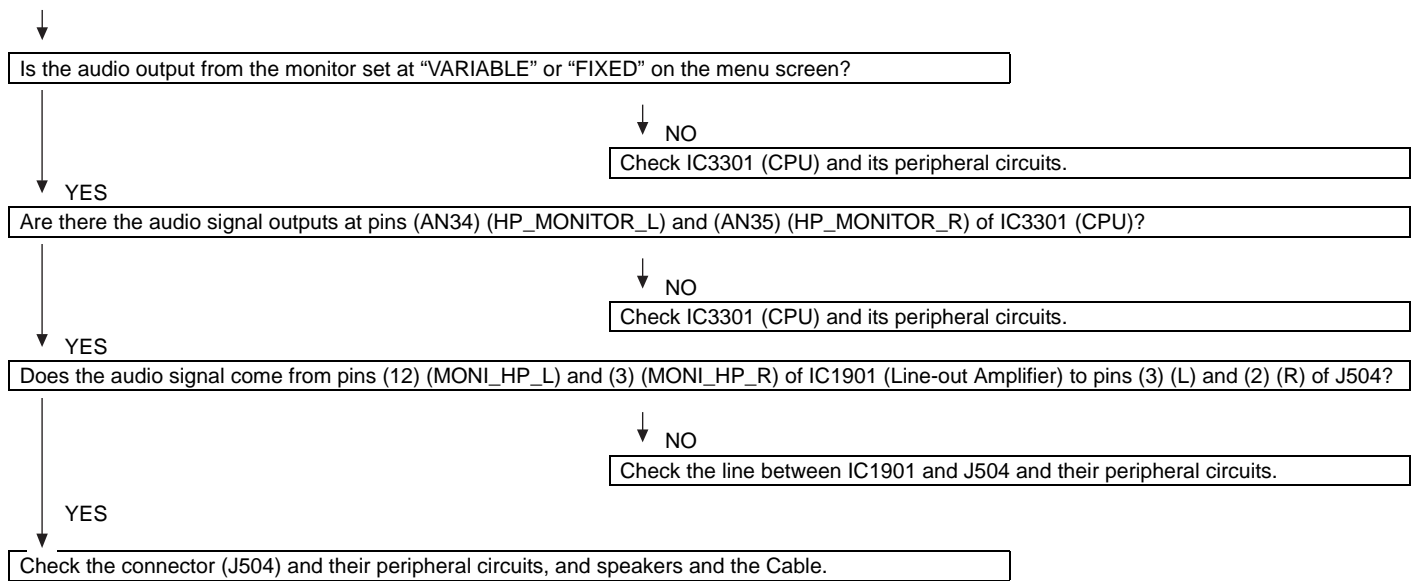 Is the audio output from the monitor set at “VARIABLE” or “FIXED” on the menu screen?
NO
Check IC3301 (CPU) and its peripheral circuits.
YES
Are there the audio signal outputs at pins (AN34) (HP_MONITOR_L) and (AN35) (HP_MONITOR_R) of IC3301 (CPU)?
NO
Check IC3301 (CPU) and its peripheral circuits.
YES
Does the audio signal come from pins (12) (MONI_HP_L) and (3) (MONI_HP_R) of IC1901 (Line-out Amplifier) to pins (3) (L) and (2) (R) of J504?
NO
Check the line between IC1901 and J504 and their peripheral circuits.
YES
Check the connector (J504) and their peripheral circuits, and speakers and the Cable.